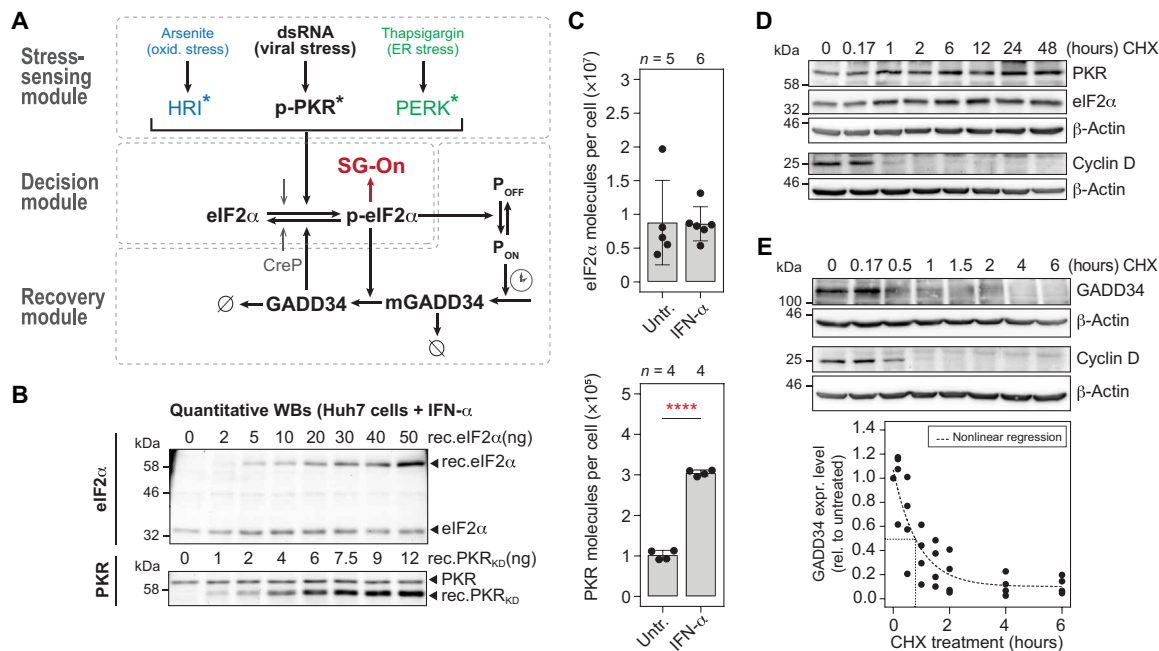 A
Stress-
sensing
module
Arsenite
(oxid. stress)
dsRNA
(viral stress)
Thapsigargin
(ER stress)
HRI*
p-PKR*
PERK*
Decision
module
SG-On
eIF2α
p-eIF2α
P OFF
P ON
CreP
Recovery
module
∅
GADD34
mGADD34
∅
B
Quantitative WBs (Huh7 cells + IFN-α
eIF2α
kDa
0 2 5 10 20 30 40 50 rec.eIF2α(ng)
58
46
32
rec.eIF2α
eIF2α
PKR
kDa
0 1 2 4 6 7.5 9 12 rec.PKR KD(ng)
58
PKR
rec.PKR KD
C
n = 5 6
eIF2α molecules per cell (×10⁷)
3
2.5
2
1.5
1
0.5
0
Untr.
IFN-α
n = 4 4
PKR molecules per cell (×10⁵)
5
4
3
2
1
0
****
Untr.
IFN-α
D
kDa
0 0.17 1 2 6 12 24 48 (hours) CHX
58
PKR
32
eIF2α
46
β-Actin
25
Cyclin D
46
E
kDa
0 0.17 0.5 1 1.5 2 4 6 (hours) CHX
100
GADD34
46
β-Actin
25
Cyclin D
46
β-Actin
GADD34 expr. level
(rel. to untreated)
1.4
1.2
1.0
0.8
0.6
0.4
0.2
0.0
Nonlinear regression
0 2 4 6
CHX treatment (hours)